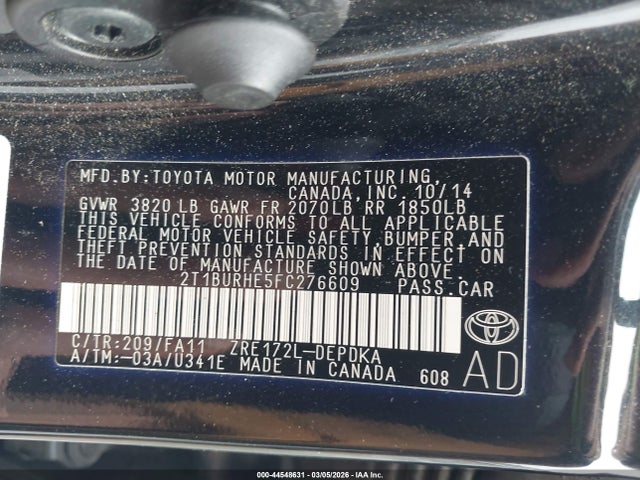 MFD.BY:TOYOTA MOTOR MANUFACTURING,
CANADA,INC. 10/14
GVWR 3820 LB GAWR FR 2070LB RR 1850LB
THIS VEHICLE CONFORMS TO ALL APPLICABLE
FEDERAL MOTOR VEHICLE SAFETY, BUMPER AND
THEFT PREVENTION STANDARDS IN EFFECT ON
THE DATE OF MANUFACTURE SHOWN ABOVE.
2T1BURHE5FC276609 PASS.CAR
C/TR:209/FA11 ZRE172L-DEPDKA
A/TM:-03A/U341E MADE IN CANADA 608
AD
000-44548631 - 03/05/2026 - IAA Inc.